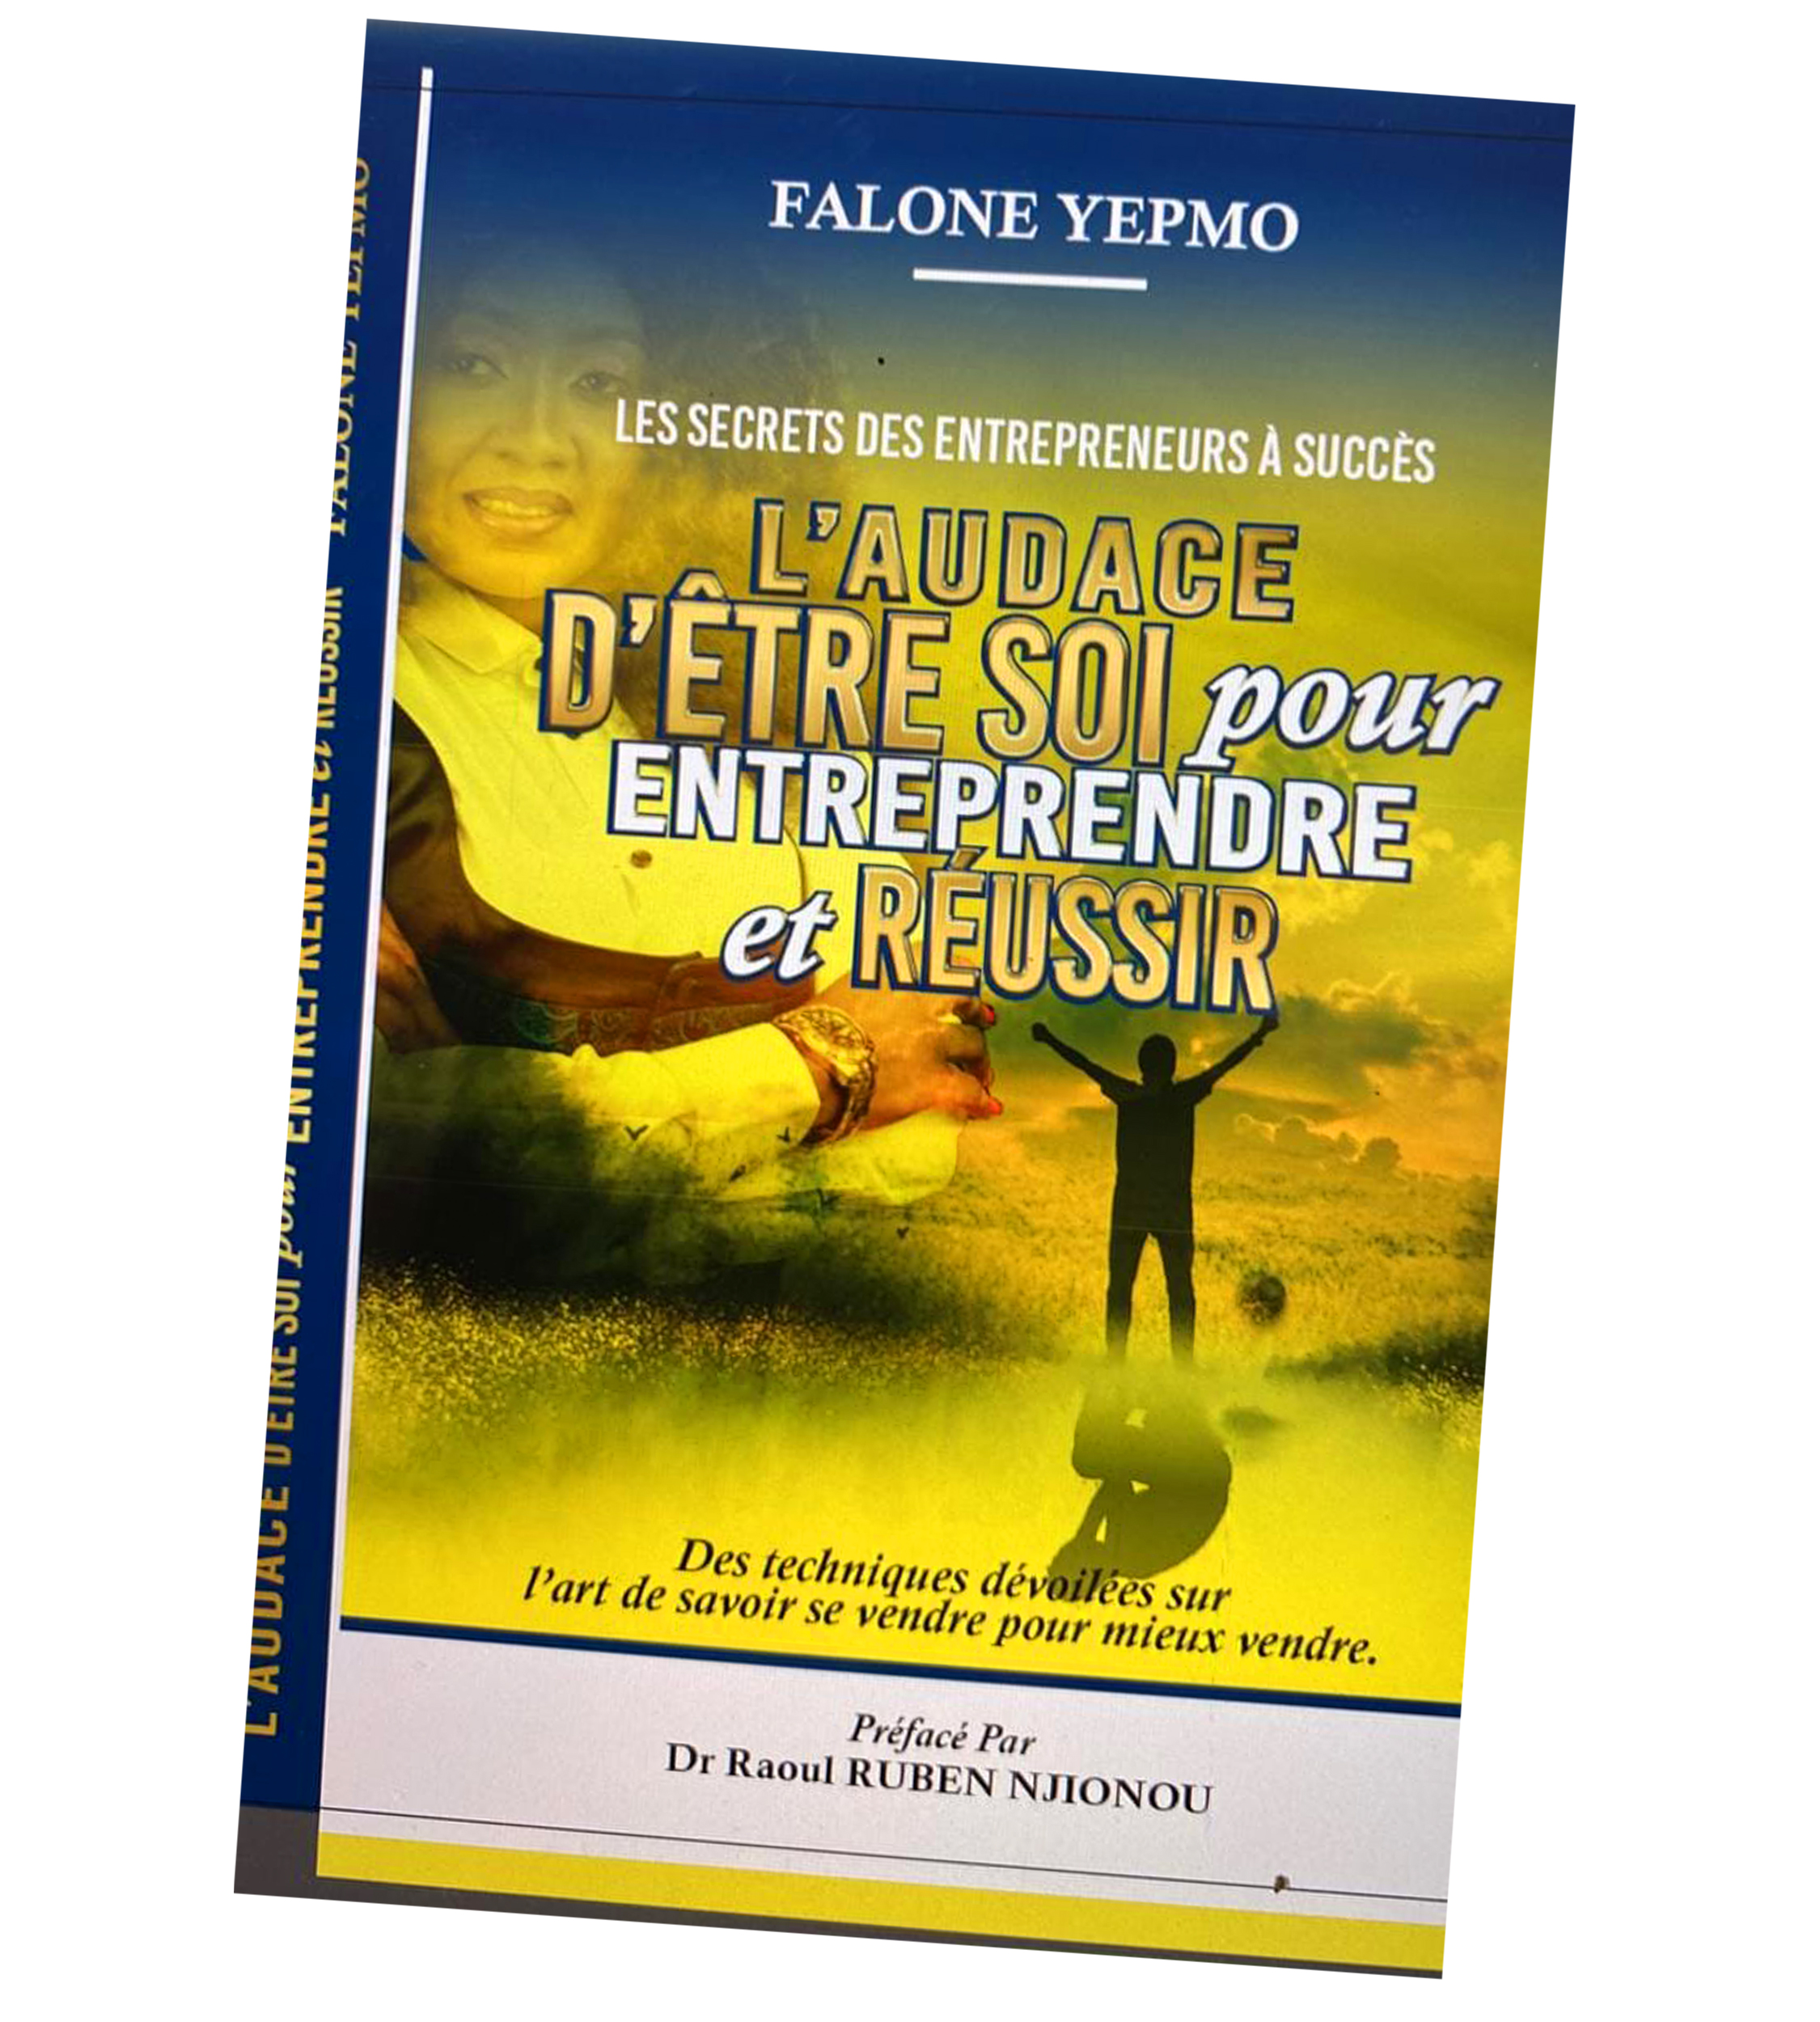 FALONE YEPMO
LES SECRETS DES ENTREPRENEURS À SUCCÈS
L'AUDACE
D'ÊTRE SOI pour
ENTREPRENDRE
et RÉUSSIR
Des techniques dévoilées sur
l'art de savoir se vendre pour mieux vendre.
Préfacé Par
Dr Raoul RUBEN NJIONOU
L'AUDACE D'ÊTRE SOI pour ENTREPRENDRE et RÉUSSIR FALONE YEPMO